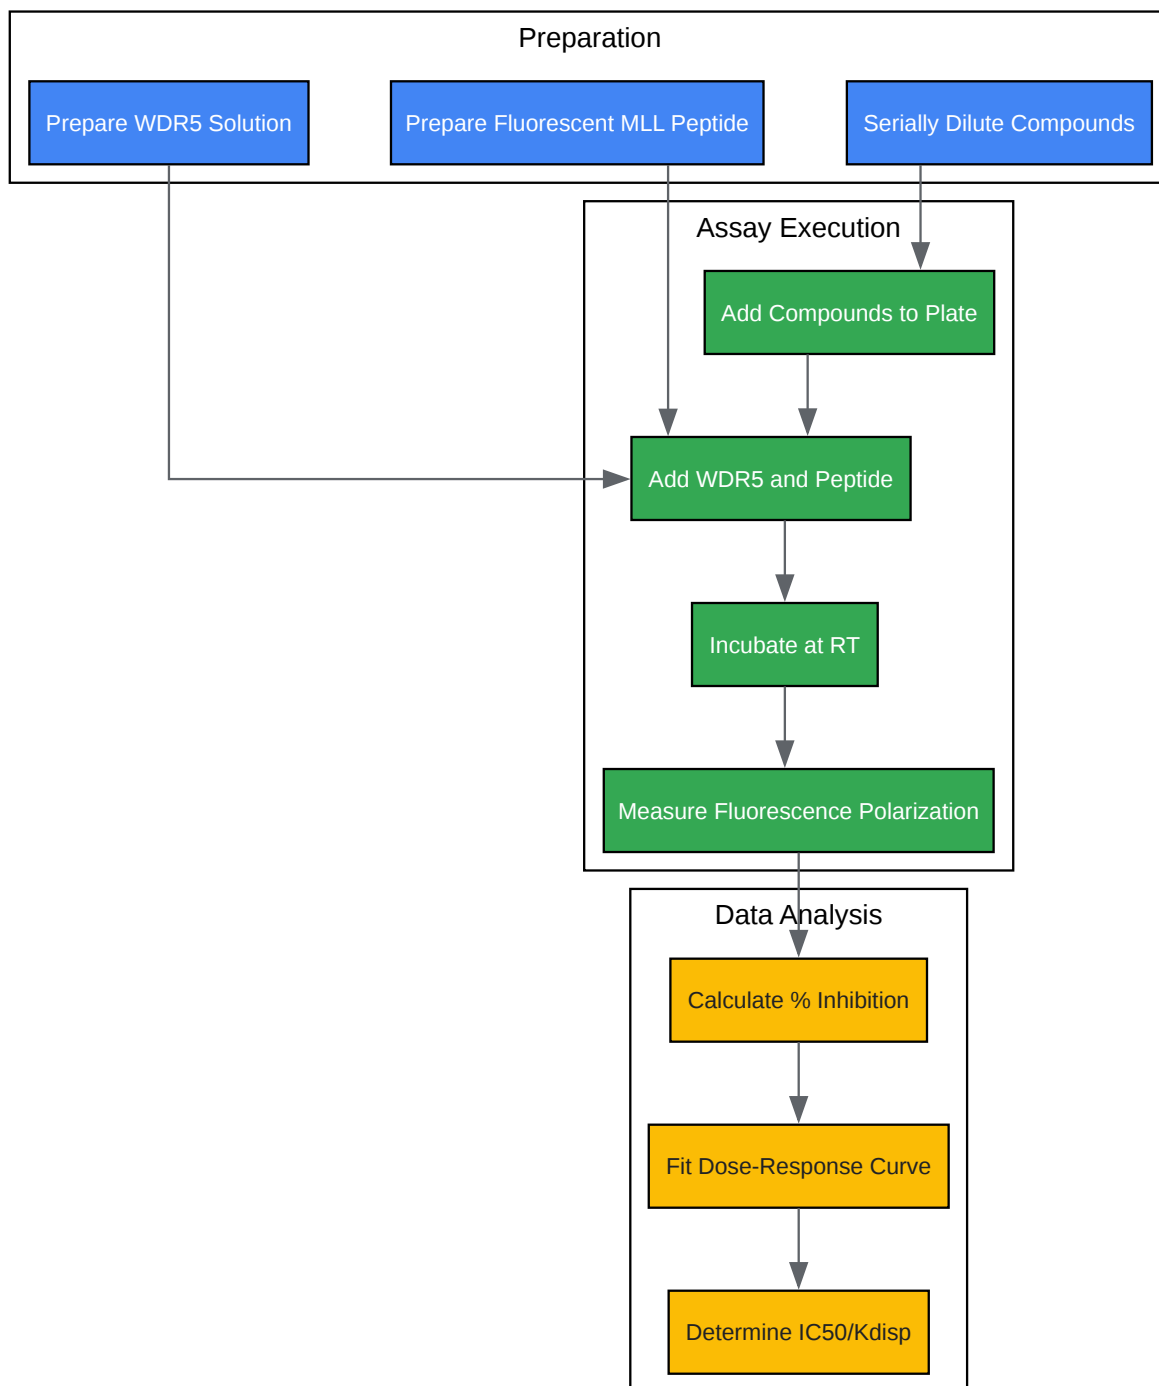 Preparation
Prepare WDR5 Solution
Prepare Fluorescent MLL Peptide
Serially Dilute Compounds
Assay Execution
Add Compounds to Plate
Add WDR5 and Peptide
Incubate at RT
Measure Fluorescence Polarization
Data Analysis
Calculate % Inhibition
Fit Dose-Response Curve
Determine IC50/Kdisp